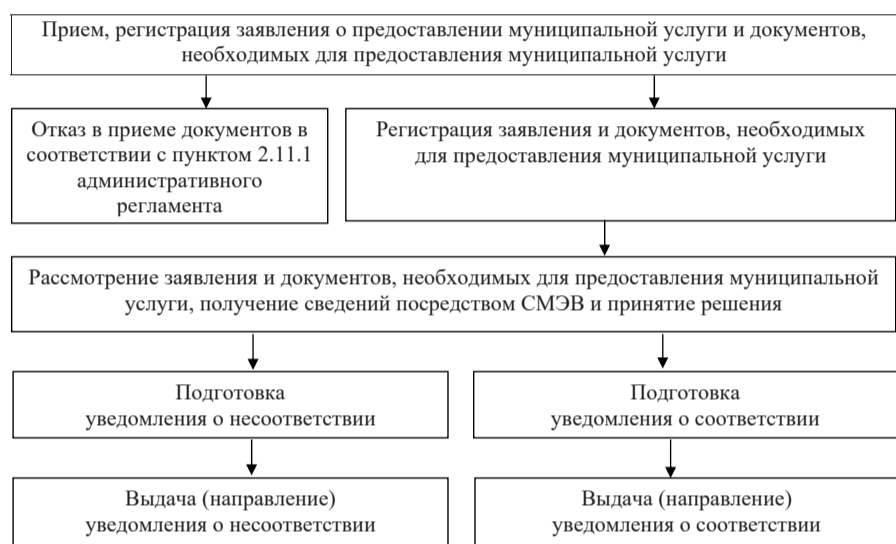 Прием, регистрация заявления о предоставлении муниципальной услуги и документов,
необходимых для предоставления муниципальной услуги
Отказ в приеме документов в
соответствии с пунктом 2.11.1
административного
регламента
Регистрация заявления и документов, необходимых
для предоставления муниципальной услуги
Рассмотрение заявления и документов, необходимых для предоставления муниципальной
услуги, получение сведений посредством СМЭВ и принятие решения
Подготовка
уведомления о несоответствии
Подготовка
уведомления о соответствии
Выдача (направление)
уведомления о несоответствии
Выдача (направление)
уведомления о соответствии